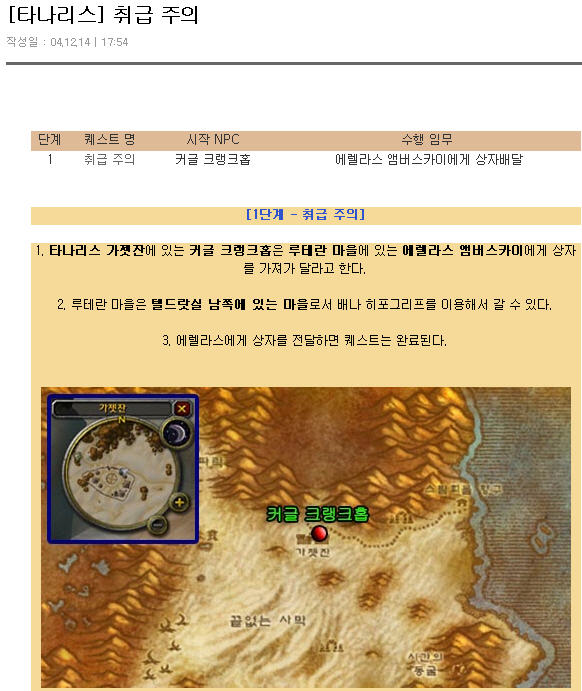 [타나리스] 취급 주의
작성일 : 04.12.14 | 17:54
단계 퀘스트 명 시작 NPC 수행 임무
1 취급 주의 커글 크랭크홉 에렐라스 앰버스카이에게 상자배달
[1단계 - 취급 주의]
1. 타나리스 가젯잔에 있는 커글 크랭크홉은 루테란 마을에 있는 에렐라스 앰버스카이에게 상자
를 가져가 달라고 한다.
2. 루테란 마을은 텔드랏실 남쪽에 있는 마을로서 배나 히포그리프를 이용해서 갈 수 있다.
3. 에렐라스에게 상자를 전달하면 퀘스트는 완료된다.
가젯잔
N
커글 크랭크홉
가젯잔
끝없는 사막
시간의
동굴